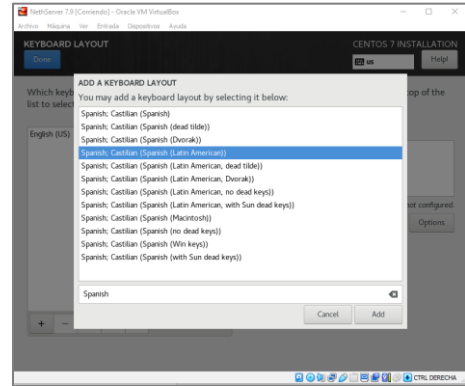 NethServer 7.9 [Corriendo] - Oracle VM VirtualBox
Archivo Máquina Ver Entrada Dispositivos Ayuda
KEYBOARD LAYOUT
CENTOS 7 INSTALLATION
Done
us
Help!
Which keyb
top of the
list to select
ADD A KEYBOARD LAYOUT
You may add a keyboard layout by selecting it below:
English (US)
Spanish; Castilian (Spanish)
Spanish; Castilian (Spanish (dead tilde))
Spanish; Castilian (Spanish (Dvorak))
Spanish; Castilian (Spanish (Latin American))
Spanish; Castilian (Spanish (Latin American, dead tilde))
Spanish; Castilian (Spanish (Latin American, Dvorak))
Spanish; Castilian (Spanish (Latin American, no dead keys))
Spanish; Castilian (Spanish (Latin American, with Sun dead keys))
Spanish; Castilian (Spanish (Macintosh))
Spanish; Castilian (Spanish (no dead keys))
Spanish; Castilian (Spanish (Win keys))
Spanish; Castilian (Spanish (with Sun dead keys))
not configured.
Options
Spanish
Cancel
Add
+ -
CTRL DERECHA